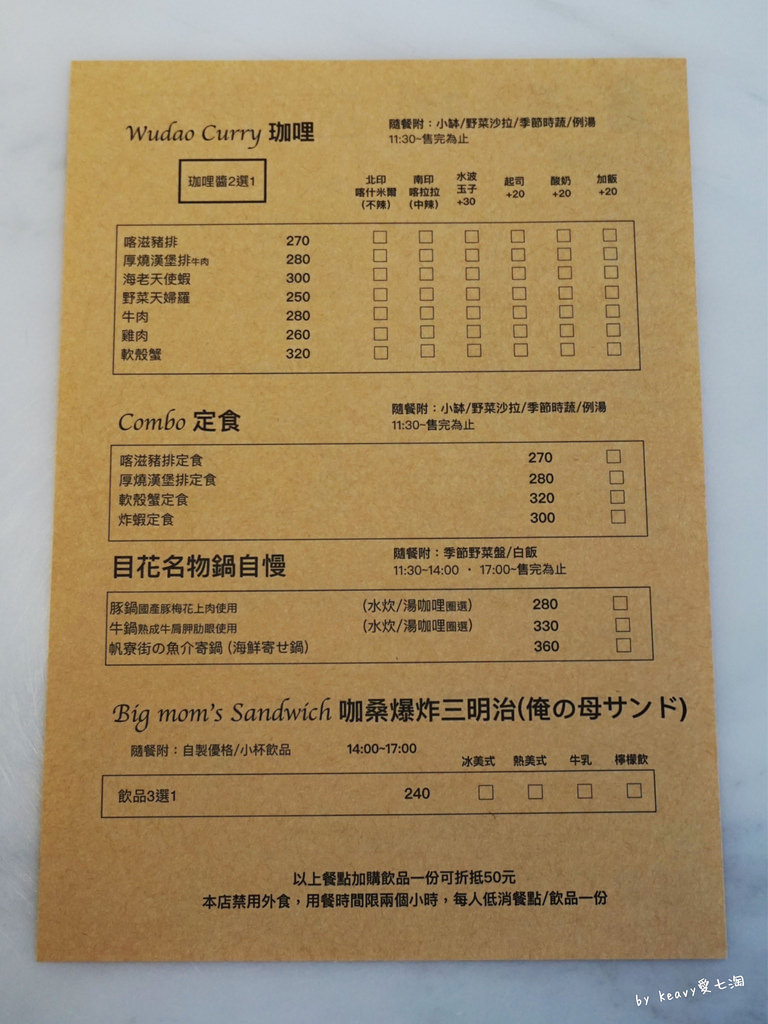 Wudao Curry 珈哩
隨餐附：小缽/野菜沙拉/季節時蔬/例湯
11:30~售完為止
珈哩醬2選1
北印 喀什米爾 (不辣)
南印 喀拉拉 (中辣)
水波 玉子 +30
起司 +20
酸奶 +20
加飯 +20
喀滋豬排 270 □ □ □ □ □ □
厚燒漢堡排牛肉 280 □ □ □ □ □ □
海老天使蝦 300 □ □ □ □ □ □
野菜天婦羅 250 □ □ □ □ □ □
牛肉 280 □ □ □ □ □ □
雞肉 260 □ □ □ □ □ □
軟殼蟹 320 □ □ □ □ □ □
Combo 定食
隨餐附：小缽/野菜沙拉/季節時蔬/例湯
11:30~售完為止
喀滋豬排定食 270 □
厚燒漢堡排定食 280 □
軟殼蟹定食 320 □
炸蝦定食 300 □
目花名物鍋自慢
隨餐附：季節野菜盤/白飯
11:30~14:00 · 17:00~售完為止
豚鍋國產豚梅花上肉使用 (水炊/湯咖哩圈選) 280 □
牛鍋熟成牛肩胛肋眼使用 (水炊/湯咖哩圈選) 330 □
帆寮街の魚介寄鍋 (海鮮寄せ鍋) 360 □
Big mom's Sandwich 咖桑爆炸三明治(俺の母サンド)
隨餐附：自製優格/小杯飲品 14:00~17:00
冰美式 熱美式 牛乳 檸檬飲
飲品3選1 240 □ □ □ □
以上餐點加購飲品一份可折抵50元
本店禁用外食，用餐時間限兩個小時，每人低消餐點/飲品一份
by keavy愛七淘